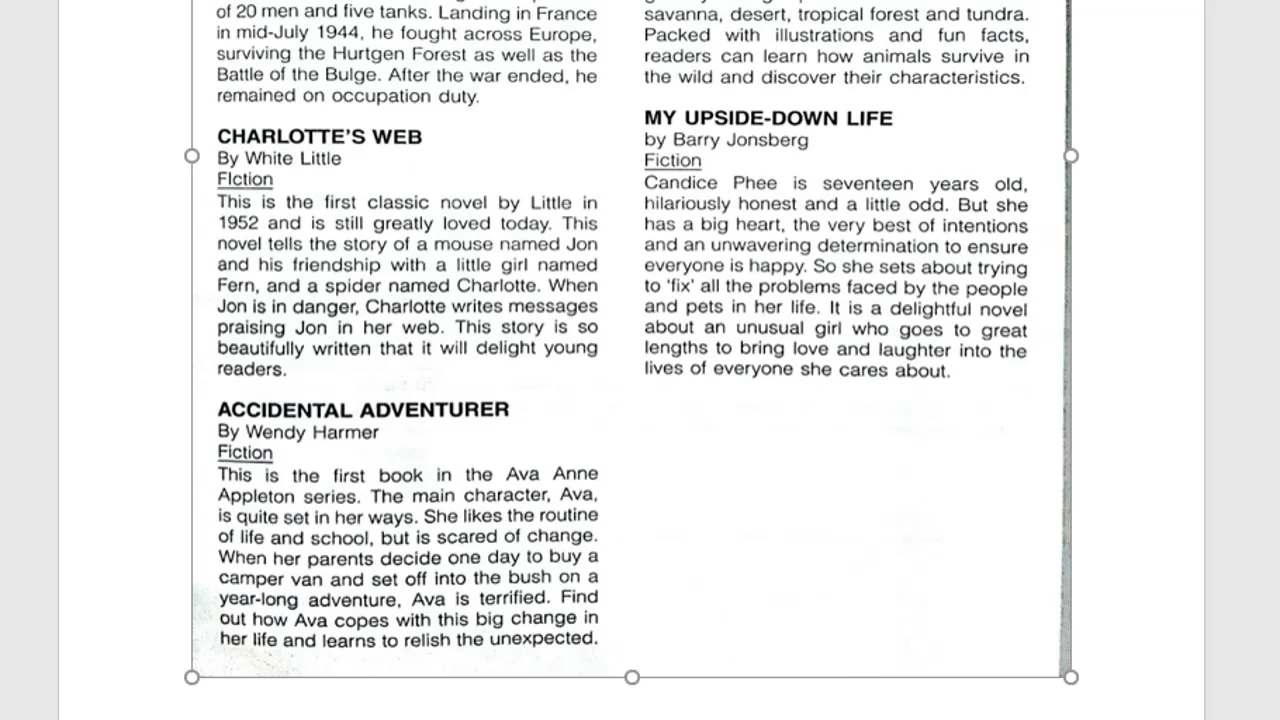 of 20 men and five tanks. Landing in France
in mid-July 1944, he fought across Europe,
surviving the Hurtgen Forest as well as the
Battle of the Bulge. After the war ended, he
remained on occupation duty.
CHARLOTTE'S WEB
By White Little
FIction
This is the first classic novel by Little in
1952 and is still greatly loved today. This
novel tells the story of a mouse named Jon
and his friendship with a little girl named
Fern, and a spider named Charlotte. When
Jon is in danger, Charlotte writes messages
praising Jon in her web. This story is so
beautifully written that it will delight young
readers.
ACCIDENTAL ADVENTURER
By Wendy Harmer
Fiction
This is the first book in the Ava Anne
Appleton series. The main character, Ava,
is quite set in her ways. She likes the routine
of life and school, but is scared of change.
When her parents decide one day to buy a
camper van and set off into the bush on a
year-long adventure, Ava is terrified. Find
out how Ava copes with this big change in
her life and learns to relish the unexpected.
savanna, desert, tropical forest and tundra.
Packed with illustrations and fun facts,
readers can learn how animals survive in
the wild and discover their characteristics.
MY UPSIDE-DOWN LIFE
by Barry Jonsberg
Fiction
Candice Phee is seventeen years old,
hilariously honest and a little odd. But she
has a big heart, the very best of intentions
and an unwavering determination to ensure
everyone is happy. So she sets about trying
to 'fix' all the problems faced by the people
and pets in her life. It is a delightful novel
about an unusual girl who goes to great
lengths to bring love and laughter into the
lives of everyone she cares about.